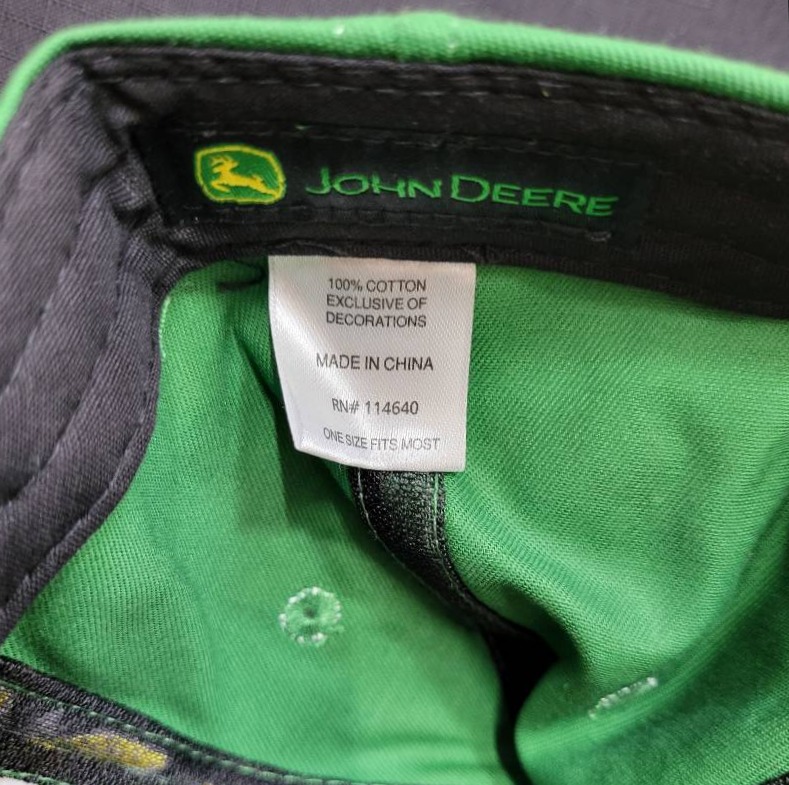 JOHN DEERE
100% COTTON
EXCLUSIVE OF
DECORATIONS
MADE IN CHINA
RN# 114640
ONE SIZE FITS MOST